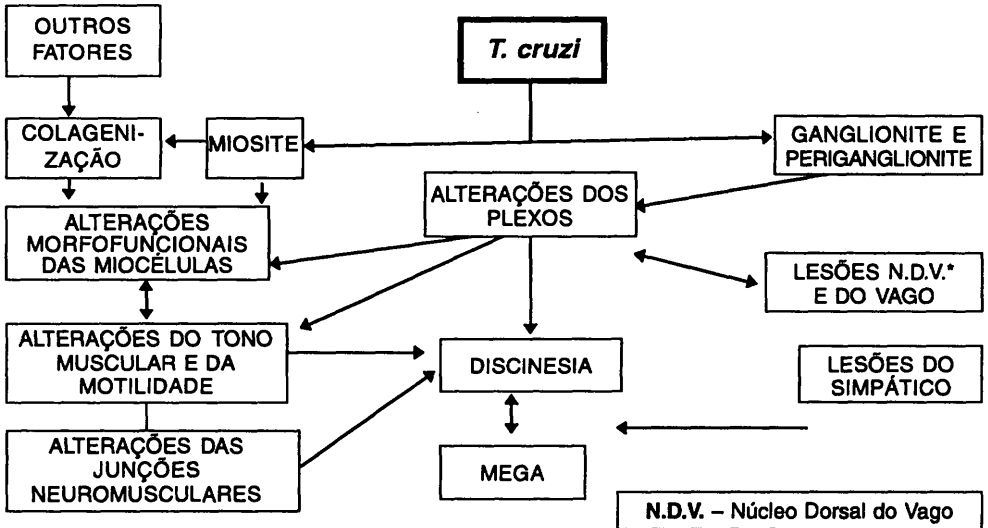 OUTROS
FATORES
T. cruzi
COLAGENI-
ZAÇÃO
MIOSITE
GANGLIONITE E
PERIGANGLIONITE
ALTERAÇÕES DOS
PLEXOS
ALTERAÇÕES
MORFOFUNCIONAIS
DAS MIOCÉLULAS
LESÕES N.D.V.*
E DO VAGO
ALTERAÇÕES DO TONO
MUSCULAR E DA
MOTILIDADE
DISCINESIA
LESÕES DO
SIMPÁTICO
ALTERAÇÕES DAS
JUNÇÕES
NEUROMUSCULARES
MEGA
N.D.V. – Núcleo Dorsal do Vago